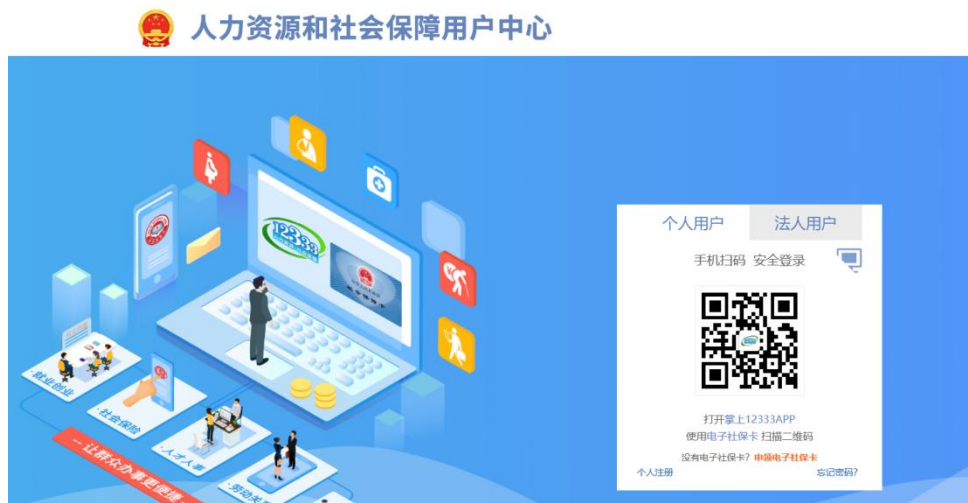 人力资源和社会保障用户中心
个人用户
法人用户
手机扫码 安全登录
12333
打开掌上12333APP
使用电子社保卡 扫描二维码
没有电子社保卡？申领电子社保卡
个人注册
忘记密码？
·就业创业
·社会保险
·人才人事
·劳动关
让群众办事更便捷